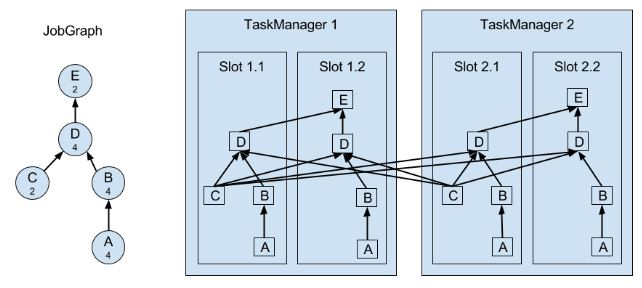 JobGraph
E
2
D
4
C
2
B
4
A
4
TaskManager 1
Slot 1.1
D
C
B
A
Slot 1.2
E
D
B
A
TaskManager 2
Slot 2.1
D
C
B
A
Slot 2.2
E
D
B
A